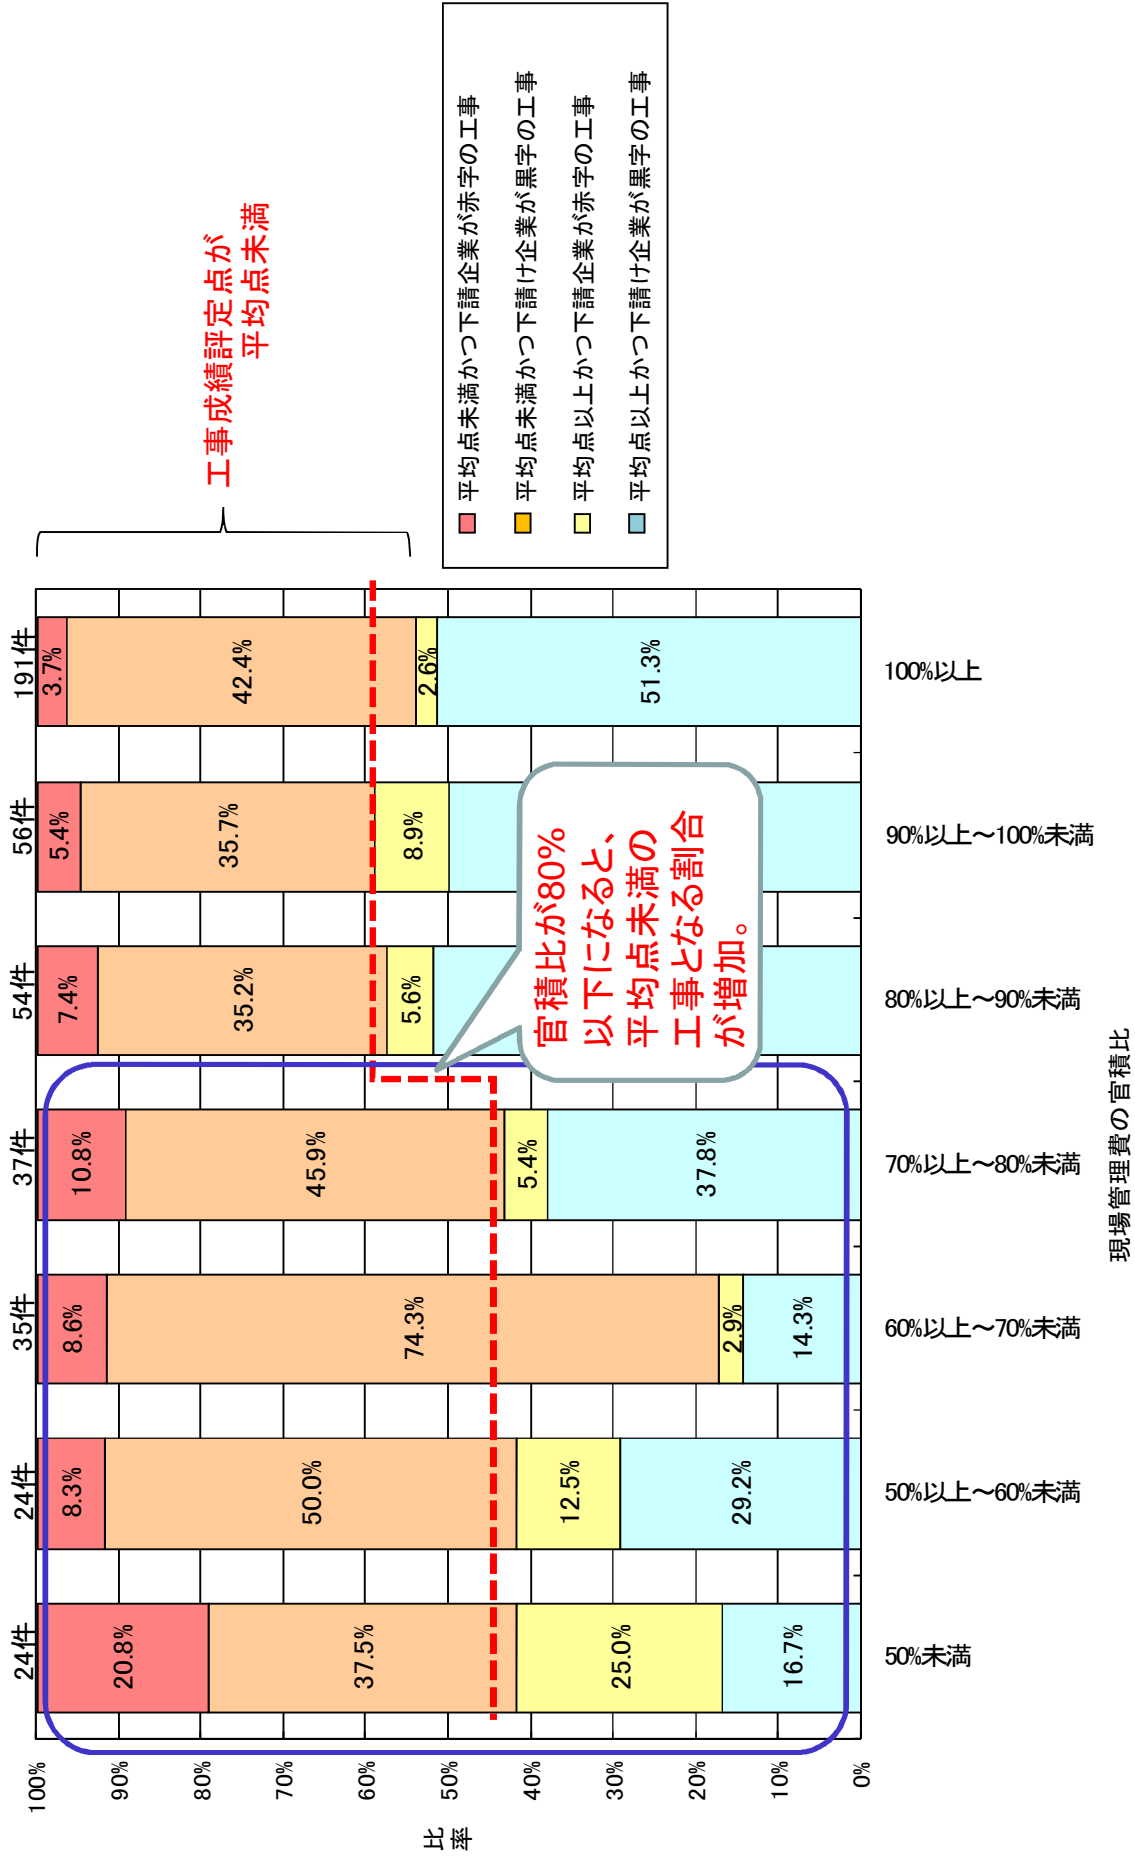 工事成績評定点が
平均点未満
24件
24件
35件
37件
54件
56件
191件
100%
90%
80%
70%
60%
50%
40%
30%
20%
10%
0%
比率
20.8%
37.5%
25.0%
16.7%
8.3%
50.0%
12.5%
29.2%
8.6%
74.3%
2.9%
14.3%
10.8%
45.9%
5.4%
37.8%
7.4%
35.2%
5.6%
5.4%
35.7%
8.9%
3.7%
42.4%
2.6%
51.3%
官積比が80%
以下になると、
平均点未満の
工事となる割合
が増加。
50%未満
50%以上～60%未満
60%以上～70%未満
70%以上～80%未満
80%以上～90%未満
90%以上～100%未満
100%以上
現場管理費の官積比
平均点未満かつ下請企業が赤字の工事
平均点未満かつ下請け企業が黒字の工事
平均点以上かつ下請企業が赤字の工事
平均点以上かつ下請け企業が黒字の工事